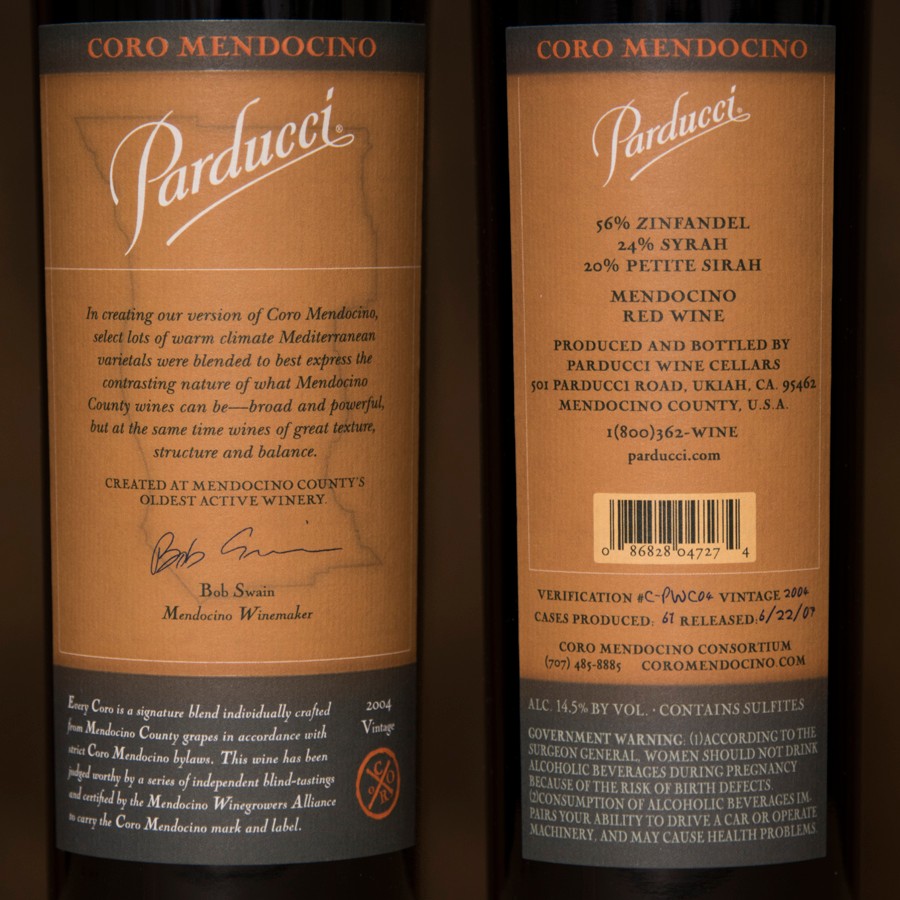 CORO MENDOCINO
Parducci®
In creating our version of Coro Mendocino,
select lots of warm climate Mediterranean
varietals were blended to best express the
contrasting nature of what Mendocino
County wines can be—broad and powerful,
but at the same time wines of great texture,
structure and balance.
CREATED AT MENDOCINO COUNTY'S
OLDEST ACTIVE WINERY.
Bob Swain
Bob Swain
Mendocino Winemaker
Every Coro is a signature blend individually crafted
from Mendocino County grapes in accordance with
strict Coro Mendocino bylaws. This wine has been
judged worthy by a series of independent blind-tastings
and certified by the Mendocino Winegrowers Alliance
to carry the Coro Mendocino mark and label.
2004
Vintage
CORO
CORO MENDOCINO
Parducci®
56% ZINFANDEL
24% SYRAH
20% PETITE SIRAH
MENDOCINO
RED WINE
PRODUCED AND BOTTLED BY
PARDUCCI WINE CELLARS
501 PARDUCCI ROAD, UKIAH, CA. 95462
MENDOCINO COUNTY, U.S.A.
1(800)362-WINE
parducci.com
0 86828 04727 4
VERIFICATION #C-PWC04 VINTAGE 2004
CASES PRODUCED: 67 RELEASED: 6/22/07
CORO MENDOCINO CONSORTIUM
(707) 485-8885 COROMENDOCINO.COM
ALC. 14.5% BY VOL. · CONTAINS SULFITES
GOVERNMENT WARNING: (1)ACCORDING TO THE
SURGEON GENERAL, WOMEN SHOULD NOT DRINK
ALCOHOLIC BEVERAGES DURING PREGNANCY
BECAUSE OF THE RISK OF BIRTH DEFECTS.
(2)CONSUMPTION OF ALCOHOLIC BEVERAGES IM-
PAIRS YOUR ABILITY TO DRIVE A CAR OR OPERATE
MACHINERY, AND MAY CAUSE HEALTH PROBLEMS.